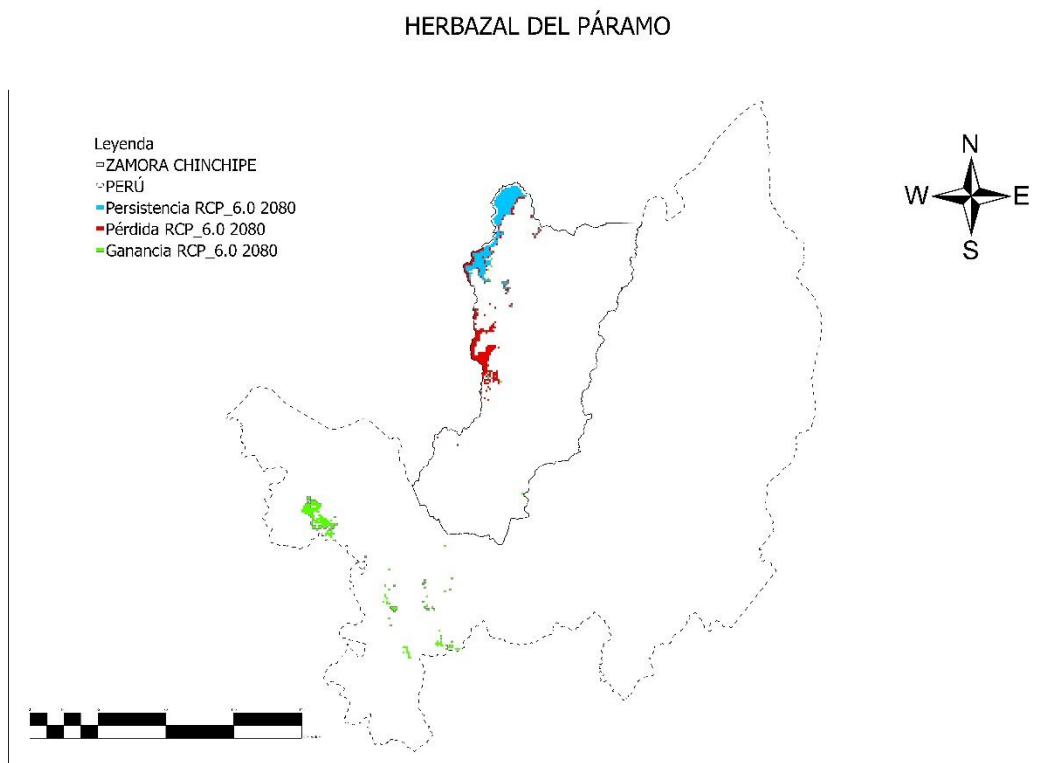 HERBAZAL DEL PÁRAMO
Leyenda
ZAMORA CHINCHIPE
PERÚ
Persistencia RCP_6.0 2080
Pérdida RCP_6.0 2080
Ganancia RCP_6.0 2080
N
W
E
S